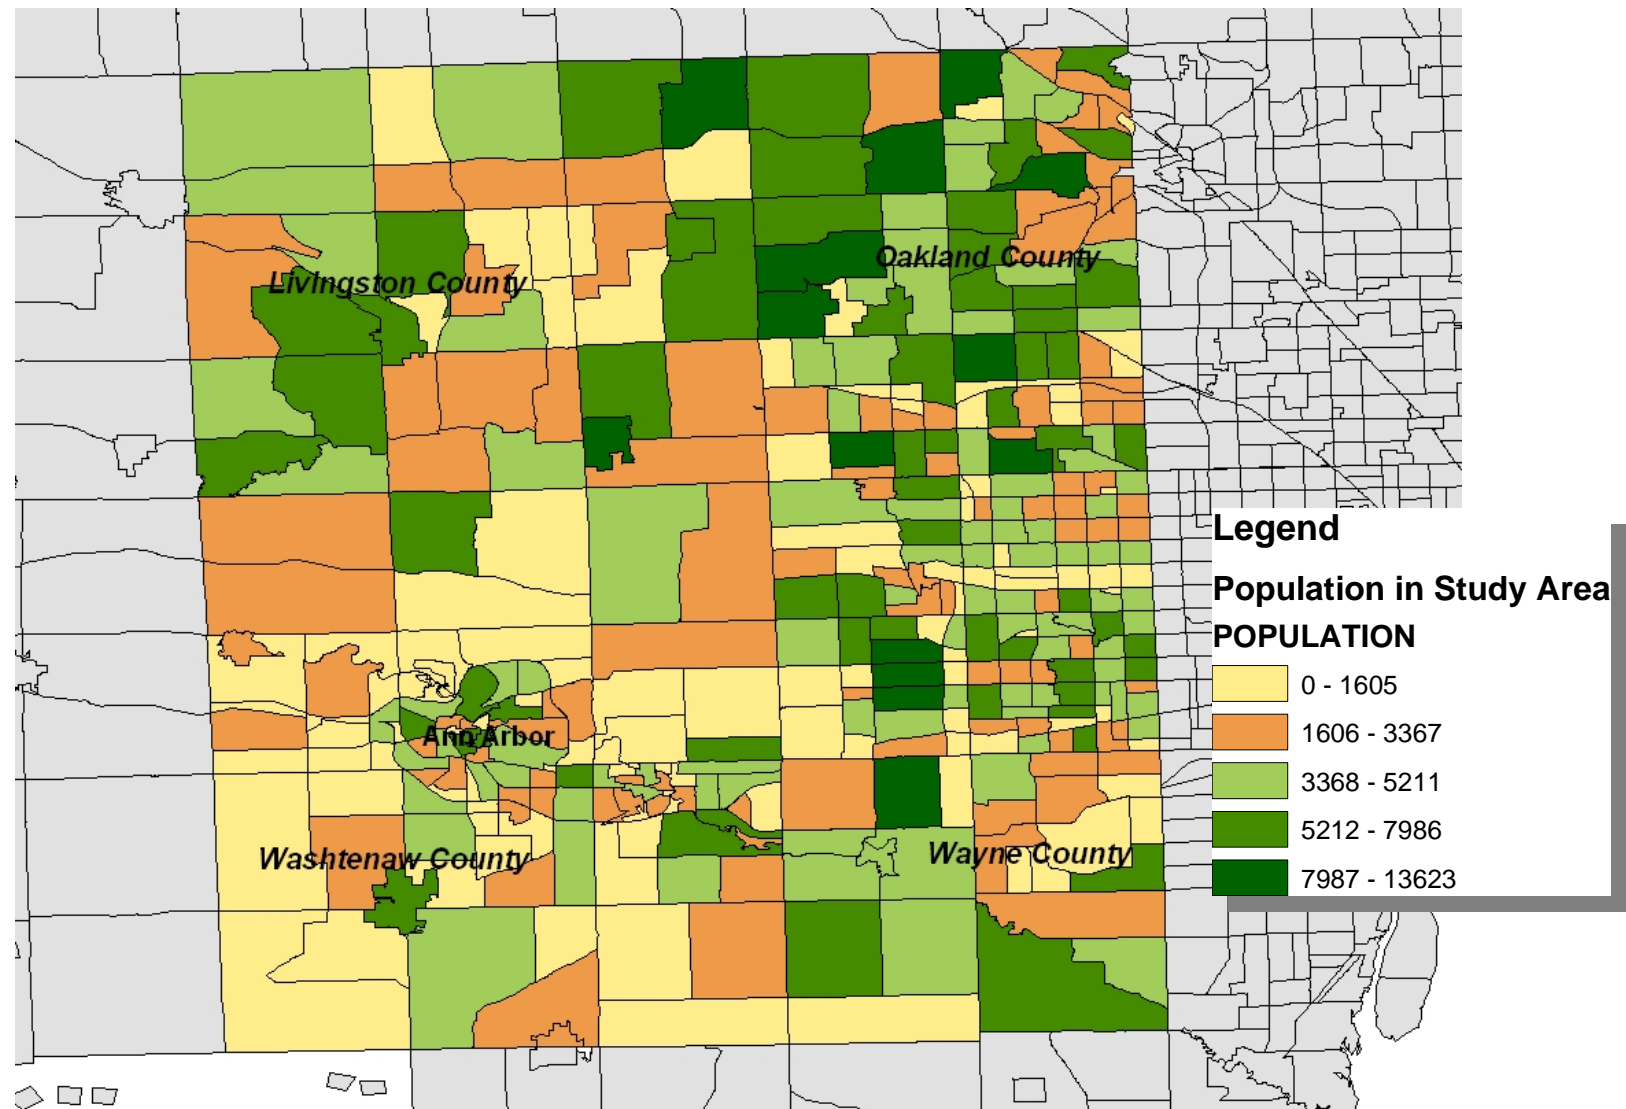 Oakland County
Livingston County
Ann Arbor
Washtenaw County
Wayne County
Legend
Population in Study Area
POPULATION
0 - 1605
1606 - 3367
3368 - 5211
5212 - 7986
7987 - 13623